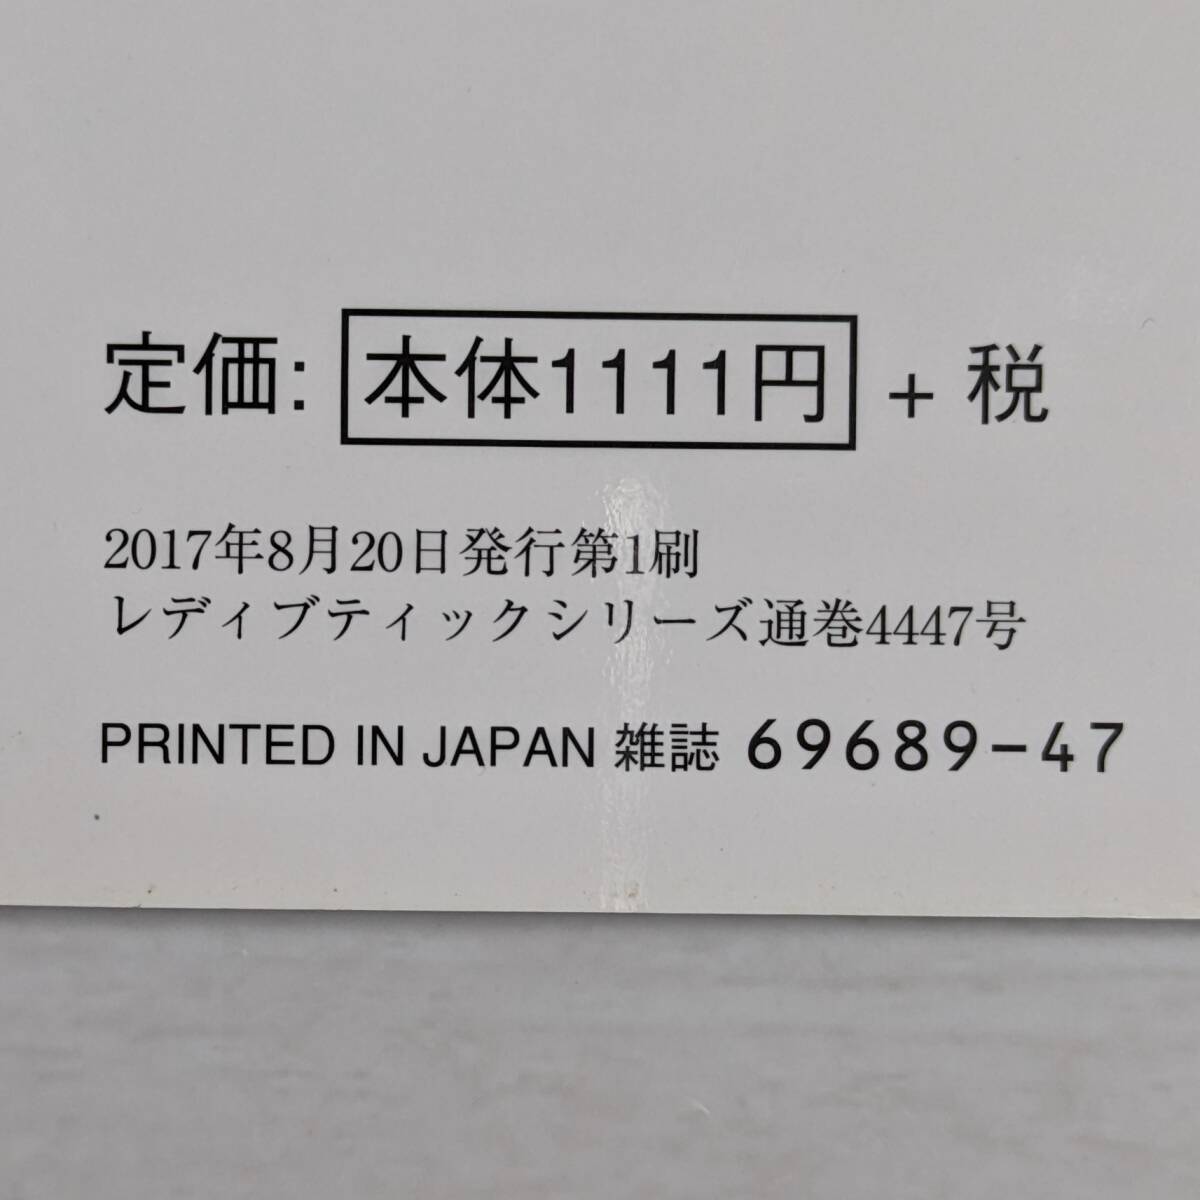 定価: 本体1111円 + 税
2017年8月20日発行第1刷
レディブティックシリーズ通巻4447号
PRINTED IN JAPAN 雑誌 69689-47